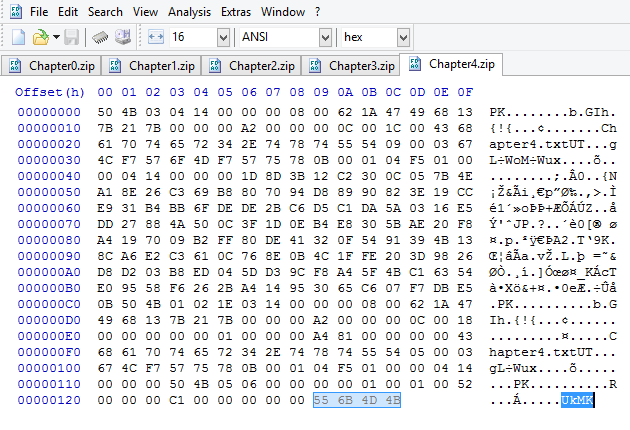 File Edit Search View Analysis Extras Window ?
16 ANSI hex
Chapter0.zip Chapter1.zip Chapter2.zip Chapter3.zip Chapter4.zip
Offset(h) 00 01 02 03 04 05 06 07 08 09 0A 0B 0C 0D 0E 0F
00000000 50 4B 03 04 14 00 00 00 08 00 62 1A 47 49 68 13 PK........b.GIh.
00000010 7B 21 7B 00 00 00 A2 00 00 00 0C 00 1C 00 43 68 {!{...¢.......Ch
00000020 61 70 74 65 72 34 2E 74 78 74 55 54 09 00 03 67 apter4.txtUT...g
00000030 4C F7 57 6F 4D F7 57 75 78 0B 00 01 04 F5 01 00 L÷WoM÷Wux....õ..
00000040 00 04 14 00 00 00 1D 8D 3B 12 C2 30 0C 05 7B 4E ........;.Â0..{N
00000050 A1 8E 26 C3 69 B8 80 70 94 D8 89 90 82 3E 19 CC ¡Ž&Ãi¸€p”Ø‰.‚>.Ì
00000060 E9 31 B4 BB 6F DE DE 2B C6 D5 C1 DA 5A 03 16 E5 é1´»oÞÞ+ÆÕÁÚZ..å
00000070 DD 27 88 4A 50 0C 3F 1D 0E B4 E8 30 5B AE 20 F8 Ý'ˆJP.?..´è0[® ø
00000080 A4 19 70 09 B2 FF 80 DE 41 32 0F 54 91 39 4B 13 ¤.p.²ÿ€ÞA2.T‘9K.
00000090 8C A6 E2 C3 61 0C 76 8E 0B 4C 1F FE 20 3D 98 26 Œ¦âÃa.vŽ.L.þ =˜&
000000A0 D8 D2 03 B8 ED 04 5D D3 9C F8 A4 5F 4B C1 63 54 ØÒ.¸í.]Óœø¤_KÁcT
000000B0 E0 95 58 F6 26 2B A4 14 95 30 65 C6 07 F7 DB E5 à•Xö&+¤.•0eÆ.÷Ûå
000000C0 0B 50 4B 01 02 1E 03 14 00 00 00 08 00 62 1A 47 .PK..........b.G
000000D0 49 68 13 7B 21 7B 00 00 00 A2 00 00 00 0C 00 18 Ih.{!{...¢......
000000E0 00 00 00 00 00 01 00 00 00 A4 81 00 00 00 00 43 .........¤.....C
000000F0 68 61 70 74 65 72 34 2E 74 78 74 55 54 05 00 03 hapter4.txtUT...
00000100 67 4C F7 57 75 78 0B 00 01 04 F5 01 00 00 04 14 gL÷Wux....õ.....
00000110 00 00 00 50 4B 05 06 00 00 00 00 01 00 01 00 52 ...PK..........R
00000120 00 00 00 C1 00 00 00 00 00 55 6B 4D 4B ...Á.....UkMK